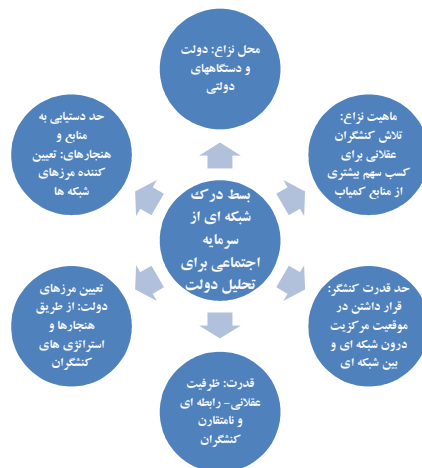 محل نزاع: دولت
و دستگاههای
دولتی
ماهیت نزاع:
تلاش کنشگران
عقلانی برای
کسب سهم بیشتری
از منابع کمیاب
حد قدرت کنشگر:
قرار داشتن در
موقعیت مرکزیت
درون شبکه ای و
بین شبکه ای
قدرت: ظرفیت
عقلانی- رابطه ای
و نامتقارن
کنشگران
تعیین مرزهای
دولت: از طریق
هنجارها و
استراتژی های
کنشگران
حد دستیابی به
منابع و
هنجارهای: تعیین
کننده مرزهای
شبکه ها
بسط درک
شبکه ای از
سرمایه
اجتماعی برای
تحلیل دولت